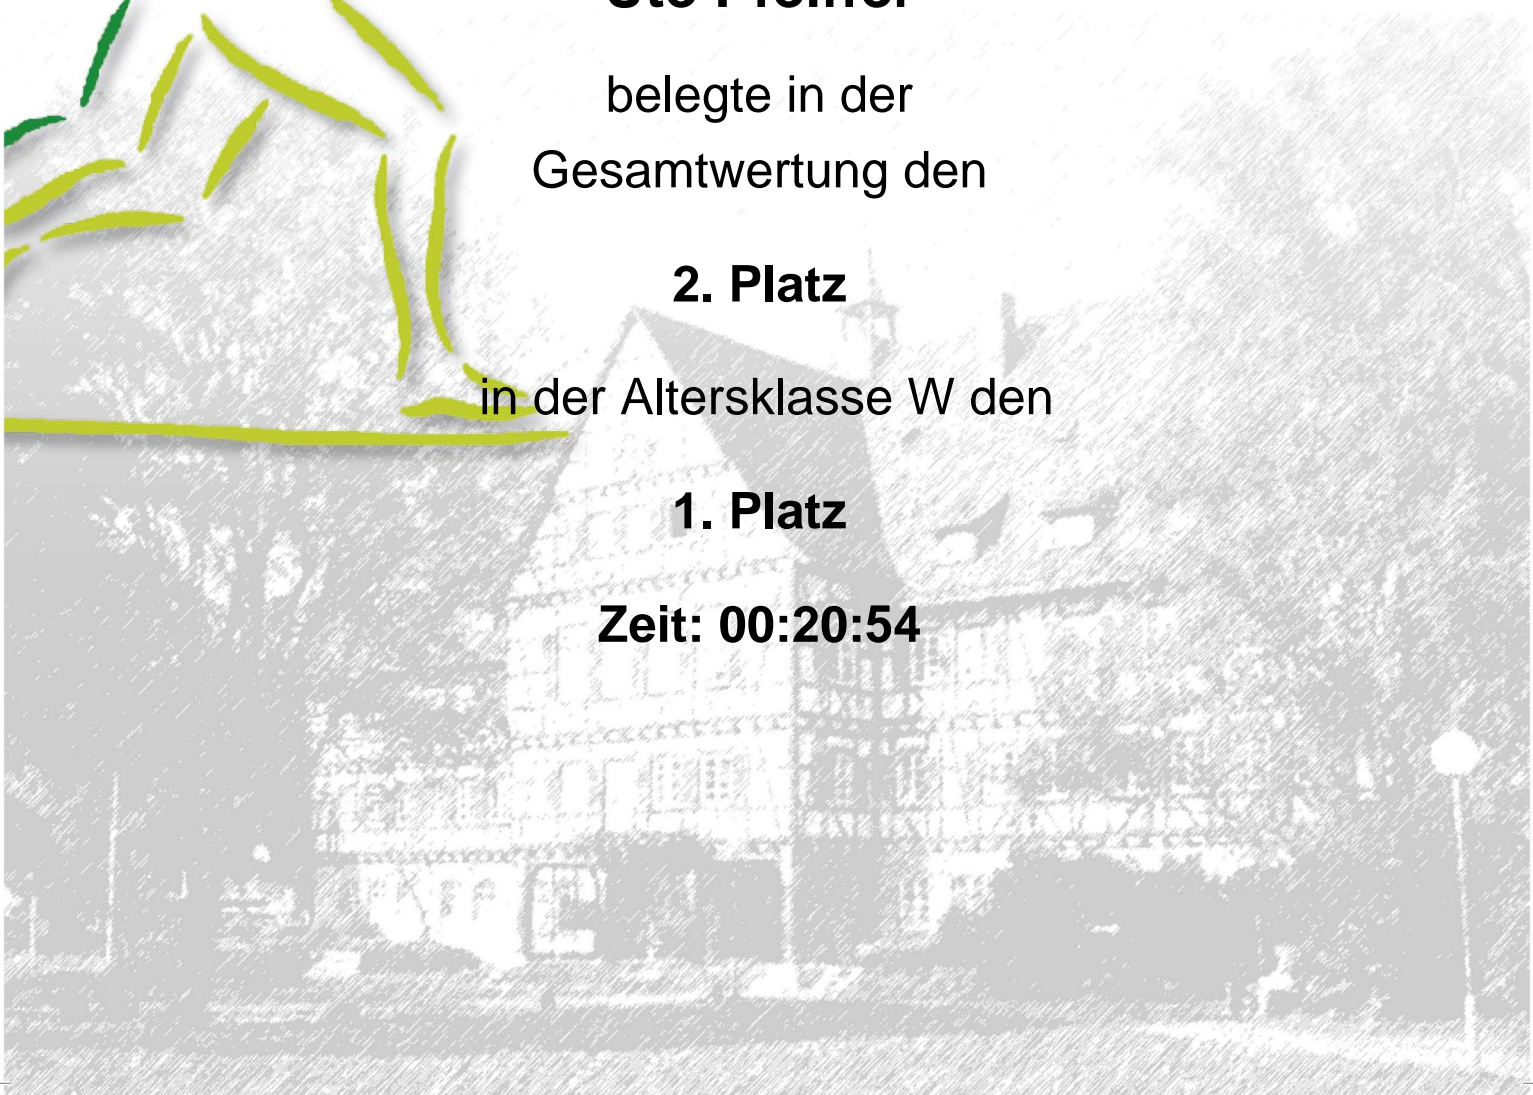 belegte in der
Gesamtwertung den
2. Platz
in der Altersklasse W den
1. Platz
Zeit: 00:20:54